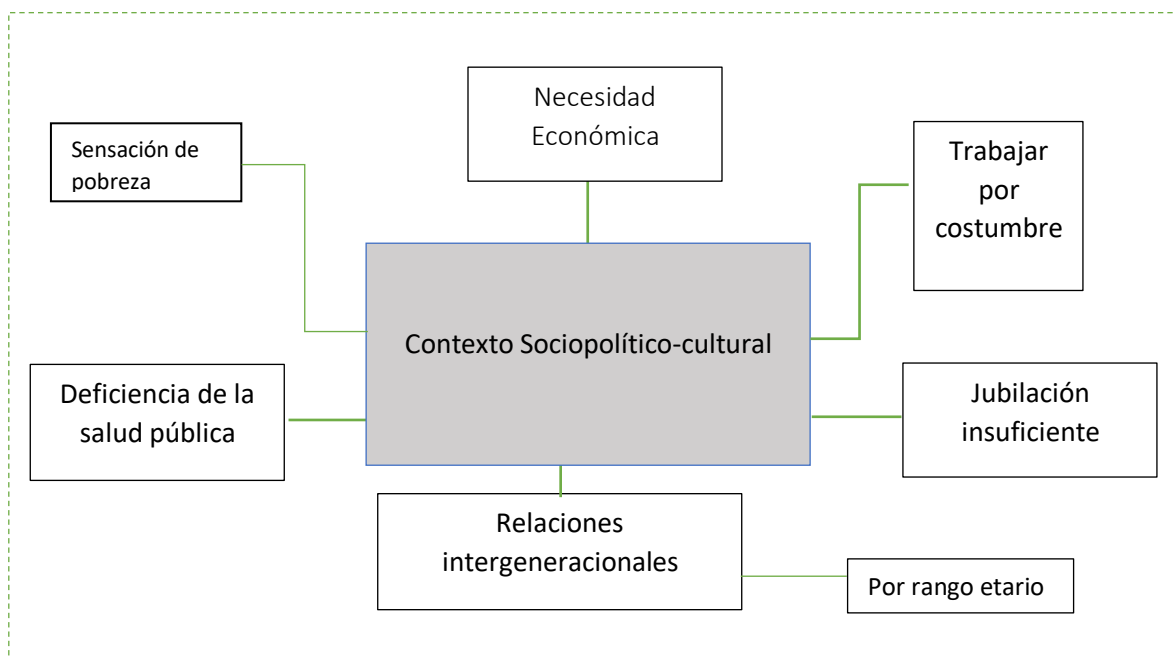 Necesidad
Económica
Sensación de
pobreza
Trabajar
por
costumbre
Contexto Sociopolítico-cultural
Deficiencia de la
salud pública
Jubilación
insuficiente
Relaciones
intergeneracionales
Por rango etario